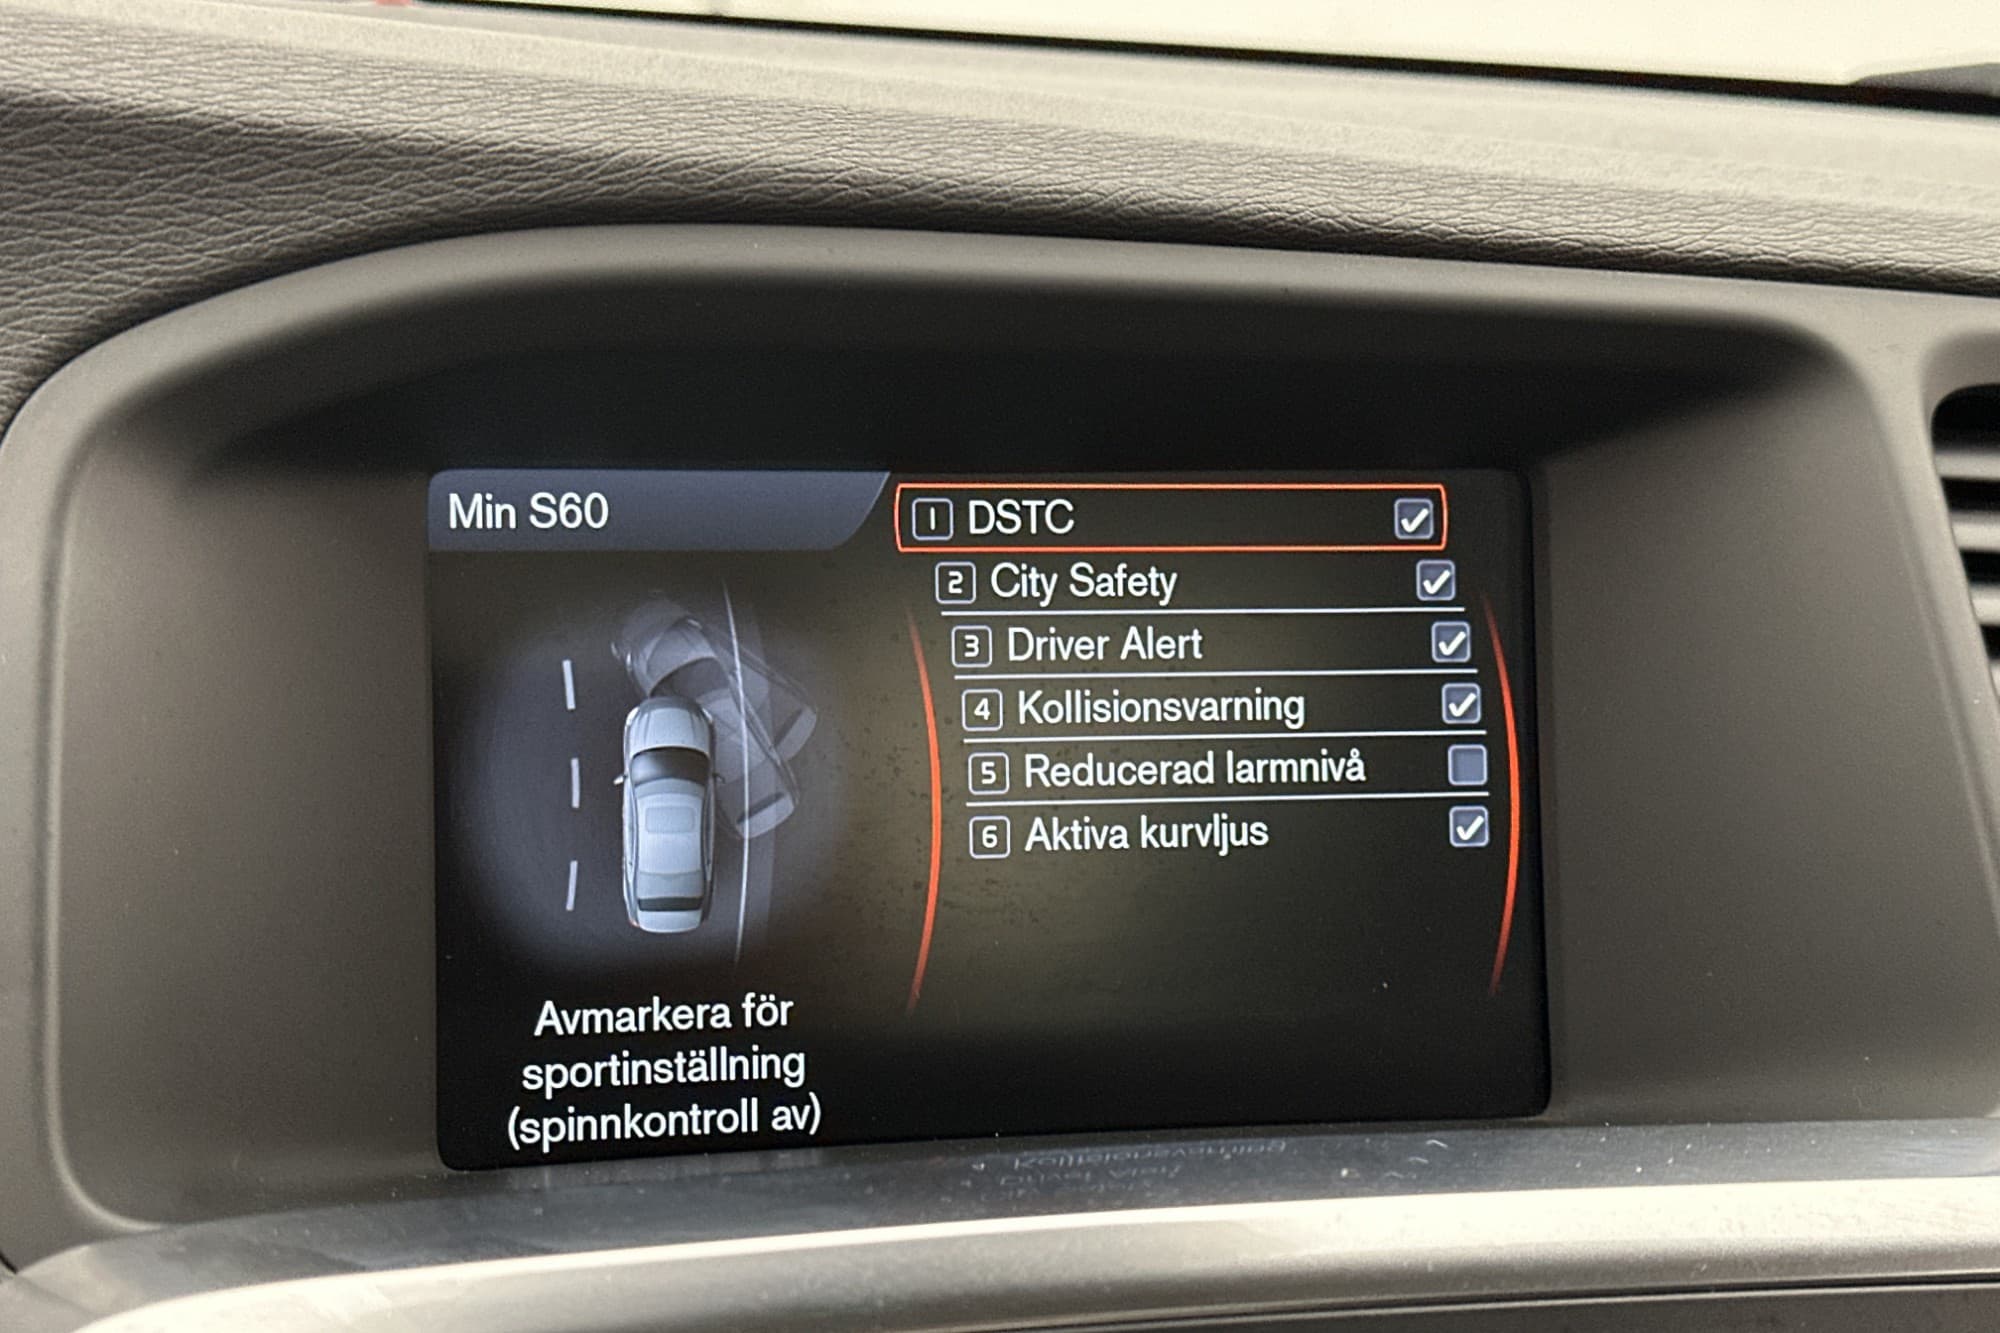 Min S60
1 DSTC
2 City Safety
3 Driver Alert
4 Kollisionsvarning
5 Reducerad larmnivå
6 Aktiva kurvljus
Avmarkera för
sportinställning
(spinnkontroll av)